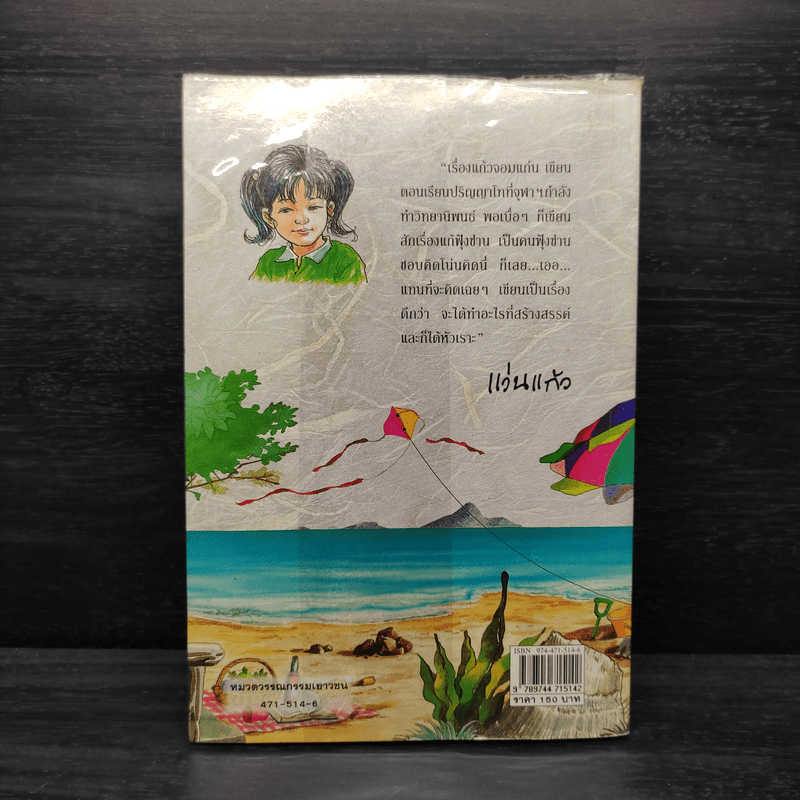 “เรื่องแก้วจอมแก่น เขียน
ตอนเรียนปริญญาโทที่จุฬาฯกำลัง
ทำวิทยานิพนธ์ พอเบื่อๆ ก็เขียน
สักเรื่องแก้ฟุ้งซ่าน เป็นคนฟุ้งซ่าน
ชอบคิดโน่นคิดนี่ ก็เลย...เออ...
แทนที่จะคิดเฉยๆ เขียนเป็นเรื่อง
ดีกว่า จะได้ทำอะไรที่สร้างสรรค์
และก็ได้หัวเราะ”
แว่นแก้ว
หมวดวรรณกรรมเยาวชน
471-514-6
ISBN 974-471-514-6
9 789744 715142
ราคา 150 บาท